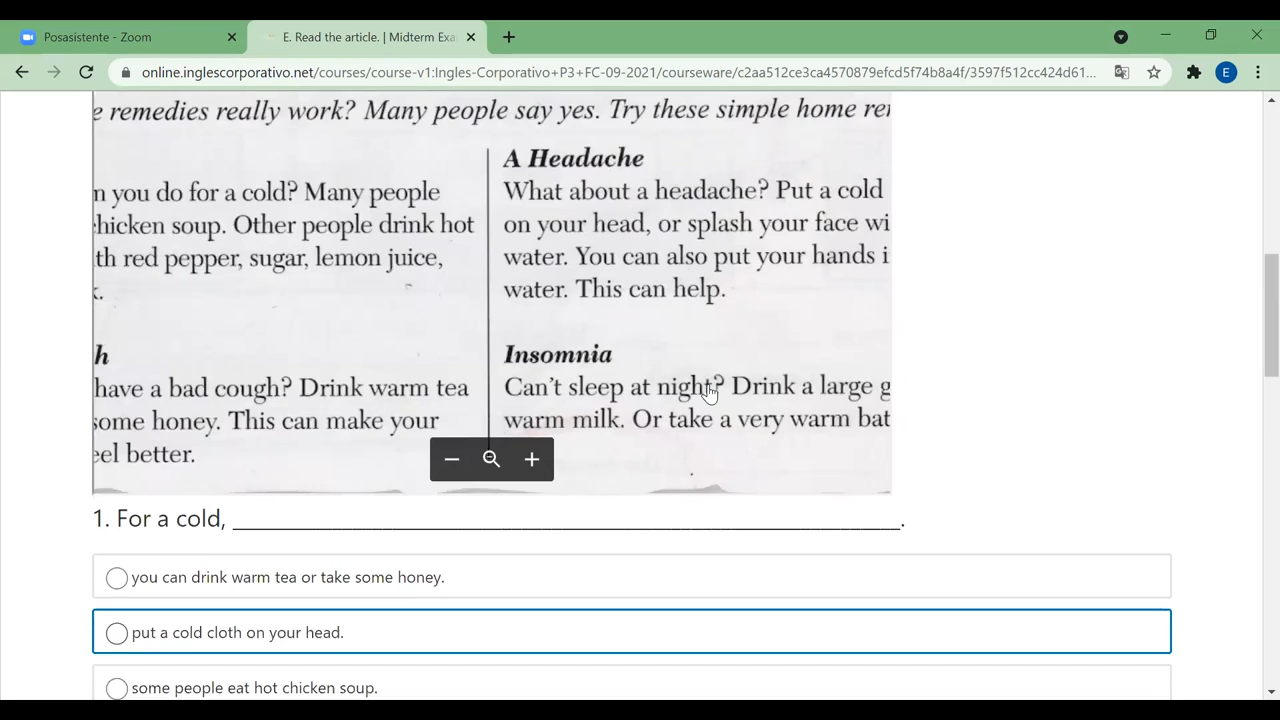 Posasistente - Zoom
E. Read the article. | Midterm Exa
online.inglescorporativo.net/courses/course-v1:Ingles-Corporativo+P3+FC-09-2021/courseware/c2aa512ce3ca4570879efcd5f74b8a4f/3597f512cc424d61...
E
e remedies really work? Many people say yes. Try these simple home rem
n you do for a cold? Many people
chicken soup. Other people drink hot
th red pepper, sugar, lemon juice,
k.
h
have a bad cough? Drink warm tea
some honey. This can make your
eel better.
A Headache
What about a headache? Put a cold
on your head, or splash your face wi
water. You can also put your hands i
water. This can help.
Insomnia
Can't sleep at night? Drink a large g
warm milk. Or take a very warm bat
1. For a cold, ____________________________________________________________.
you can drink warm tea or take some honey.
put a cold cloth on your head.
some people eat hot chicken soup.